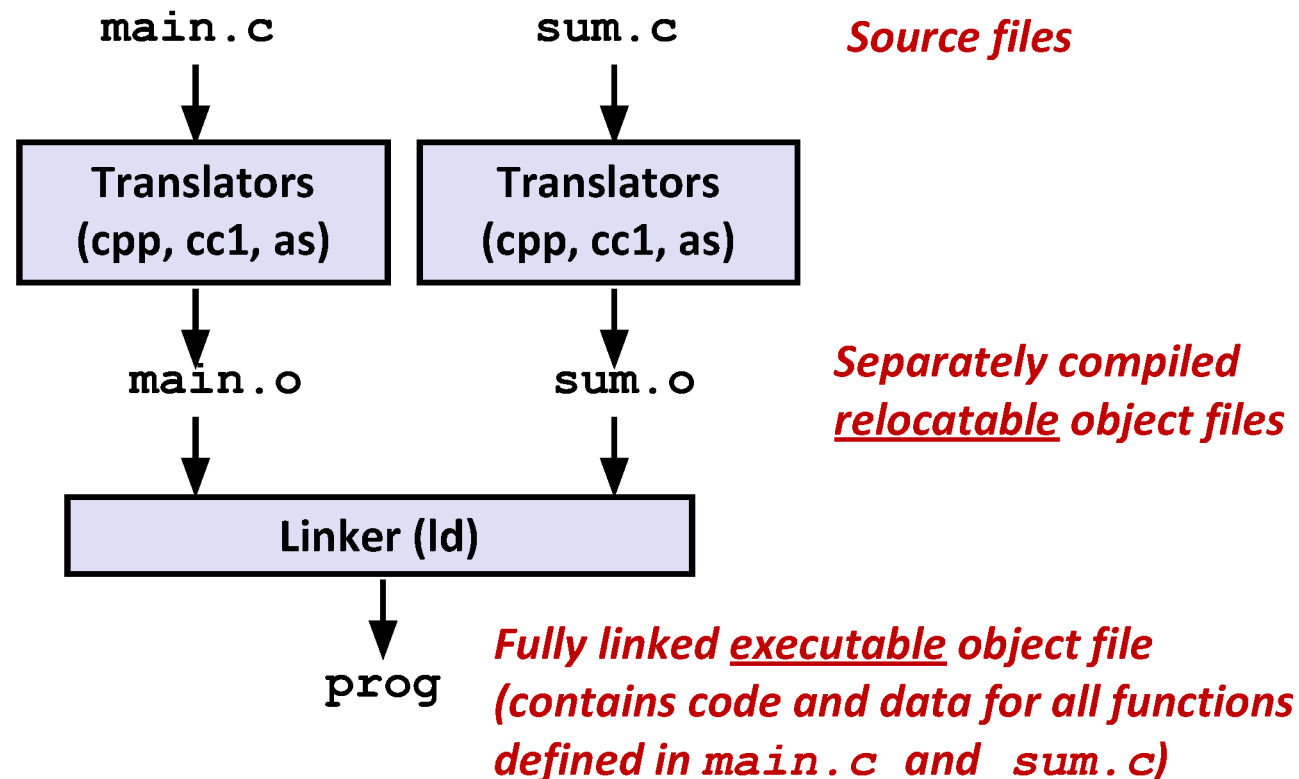 main.c
sum.c
Source files
Translators
(cpp, cc1, as)
Translators
(cpp, cc1, as)
main.o
sum.o
Separately compiled
relocatable object files
Linker (ld)
prog
Fully linked executable object file
(contains code and data for all functions
defined in main.c and sum.c)